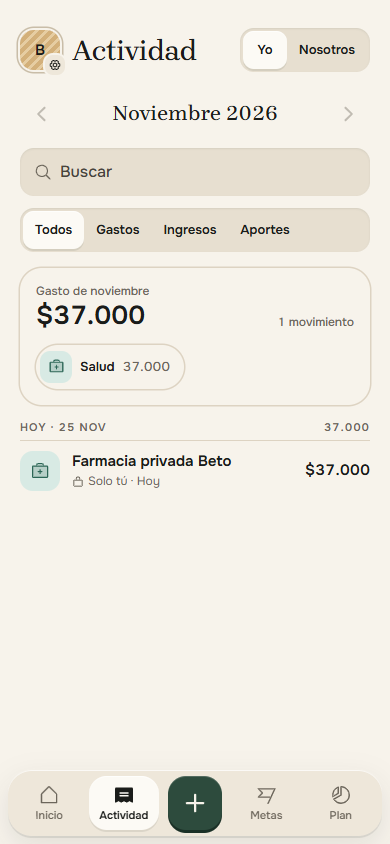 B
Actividad
Yo
Nosotros
Noviembre 2026
Buscar
Todos
Gastos
Ingresos
Aportes
Gasto de noviembre
$37.000
1 movimiento
Salud 37.000
HOY · 25 NOV
37.000
Farmacia privada Beto
$37.000
Solo tú · Hoy
Inicio
Actividad
Metas
Plan